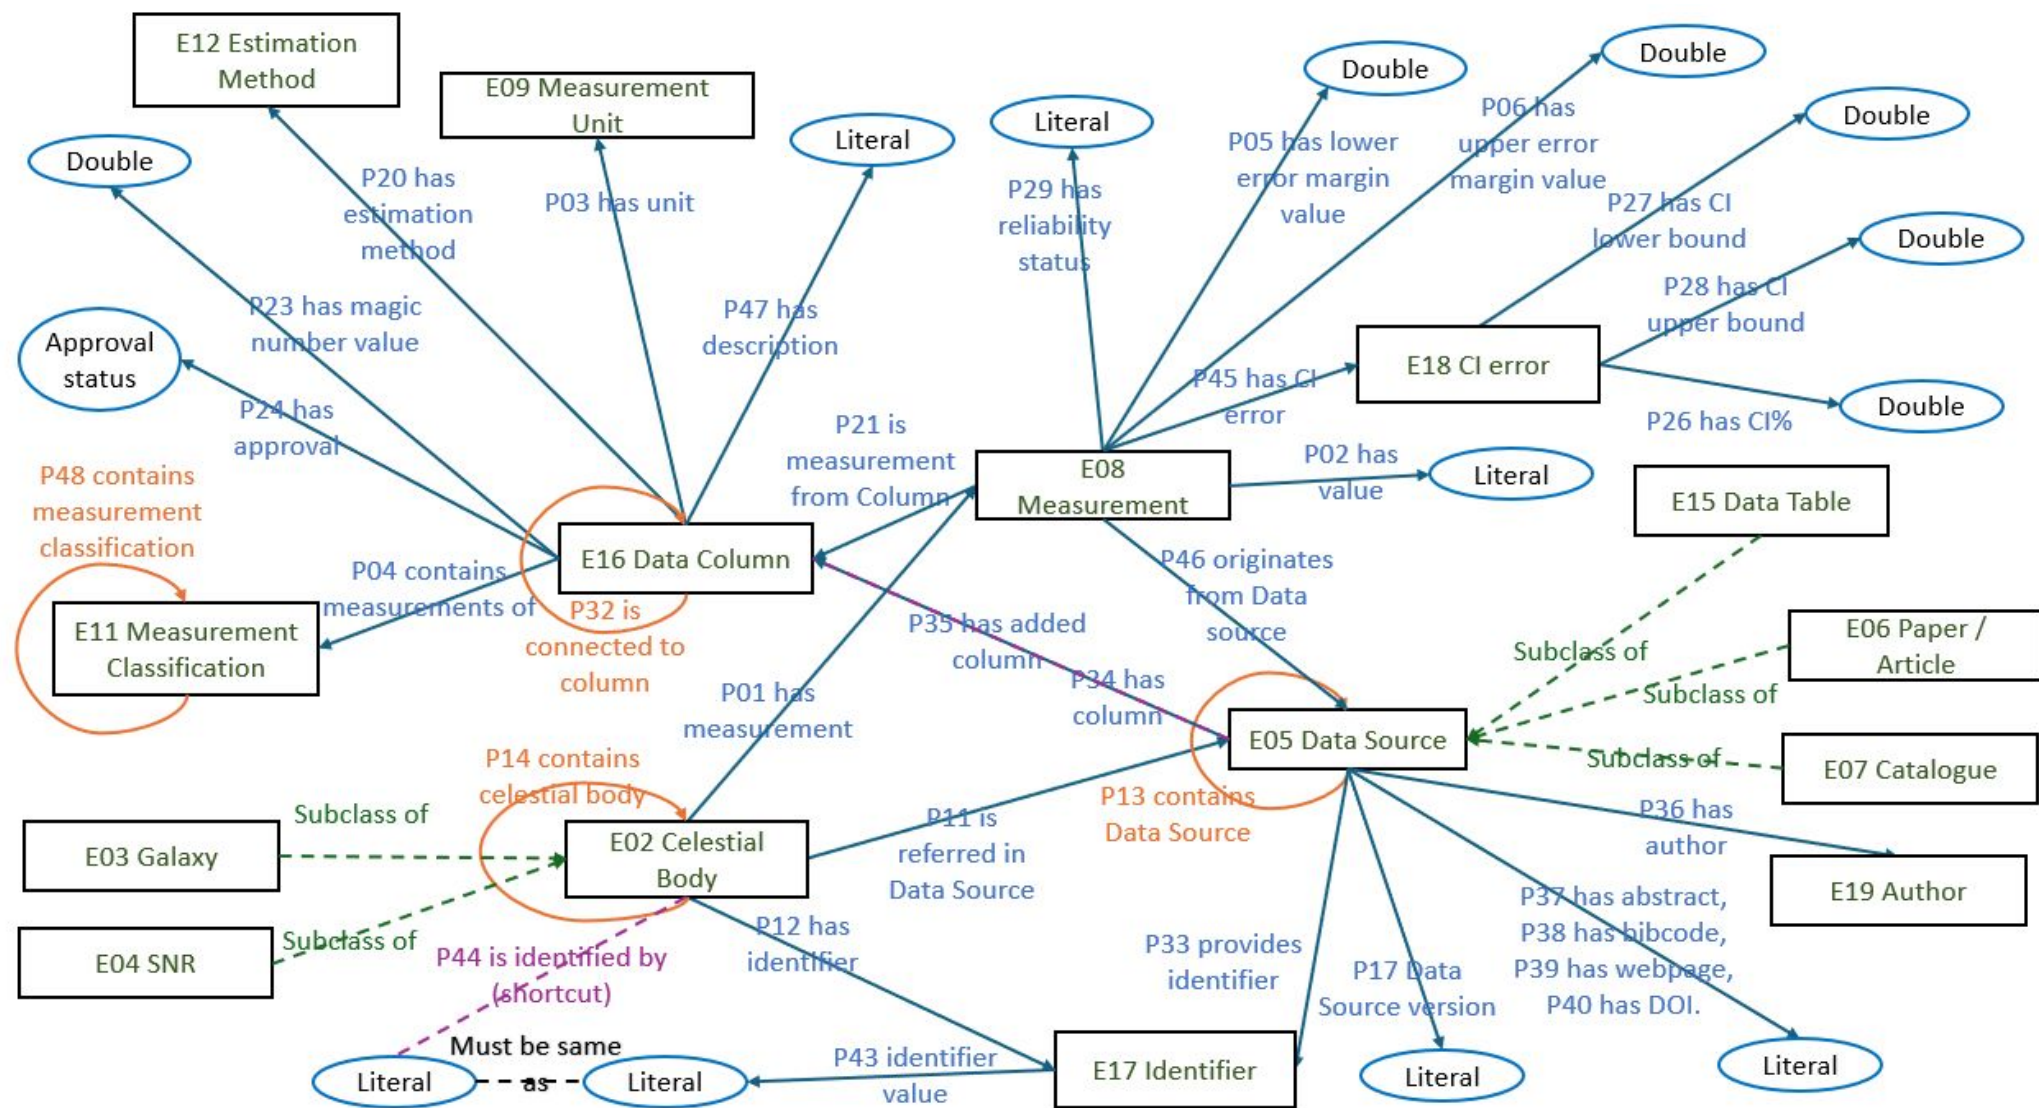 E12 Estimation
Method
E09 Measurement
Unit
Double
Literal
Literal
Double
Double
Double
Double
Double
P20 has
estimation
method
P03 has unit
P29 has
reliability
status
P05 has lower
error margin
value
P06 has
upper error
margin value
P27 has CI
lower bound
P28 has CI
upper bound
P23 has magic
number value
P47 has
description
Approval
status
P24 has
approval
P45 has CI
error
E18 CI error
P26 has CI%
P21 is
measurement
from Column
E08
Measurement
P02 has
value
Literal
E15 Data Table
P48 contains
measurement
classification
E16 Data Column
P04 contains
measurements of
P46 originates
from Data
source
E11 Measurement
Classification
P32 is
connected to
column
P35 has added
column
P34 has
column
Subclass of
E06 Paper /
Article
Subclass of
P01 has
measurement
E05 Data Source
Subclass of
E07 Catalogue
P14 contains
celestial body
P13 contains
Data Source
Subclass of
E03 Galaxy
E02 Celestial
Body
P11 is
referred in
Data Source
P36 has
author
E19 Author
Subclass of
E04 SNR
P44 is identified by
(shortcut)
P12 has
identifier
P33 provides
identifier
P17 Data
Source version
P37 has abstract,
P38 has bibcode,
P39 has webpage,
P40 has DOI.
Must be same
as
Literal
Literal
P43 identifier
value
E17 Identifier
Literal
Literal